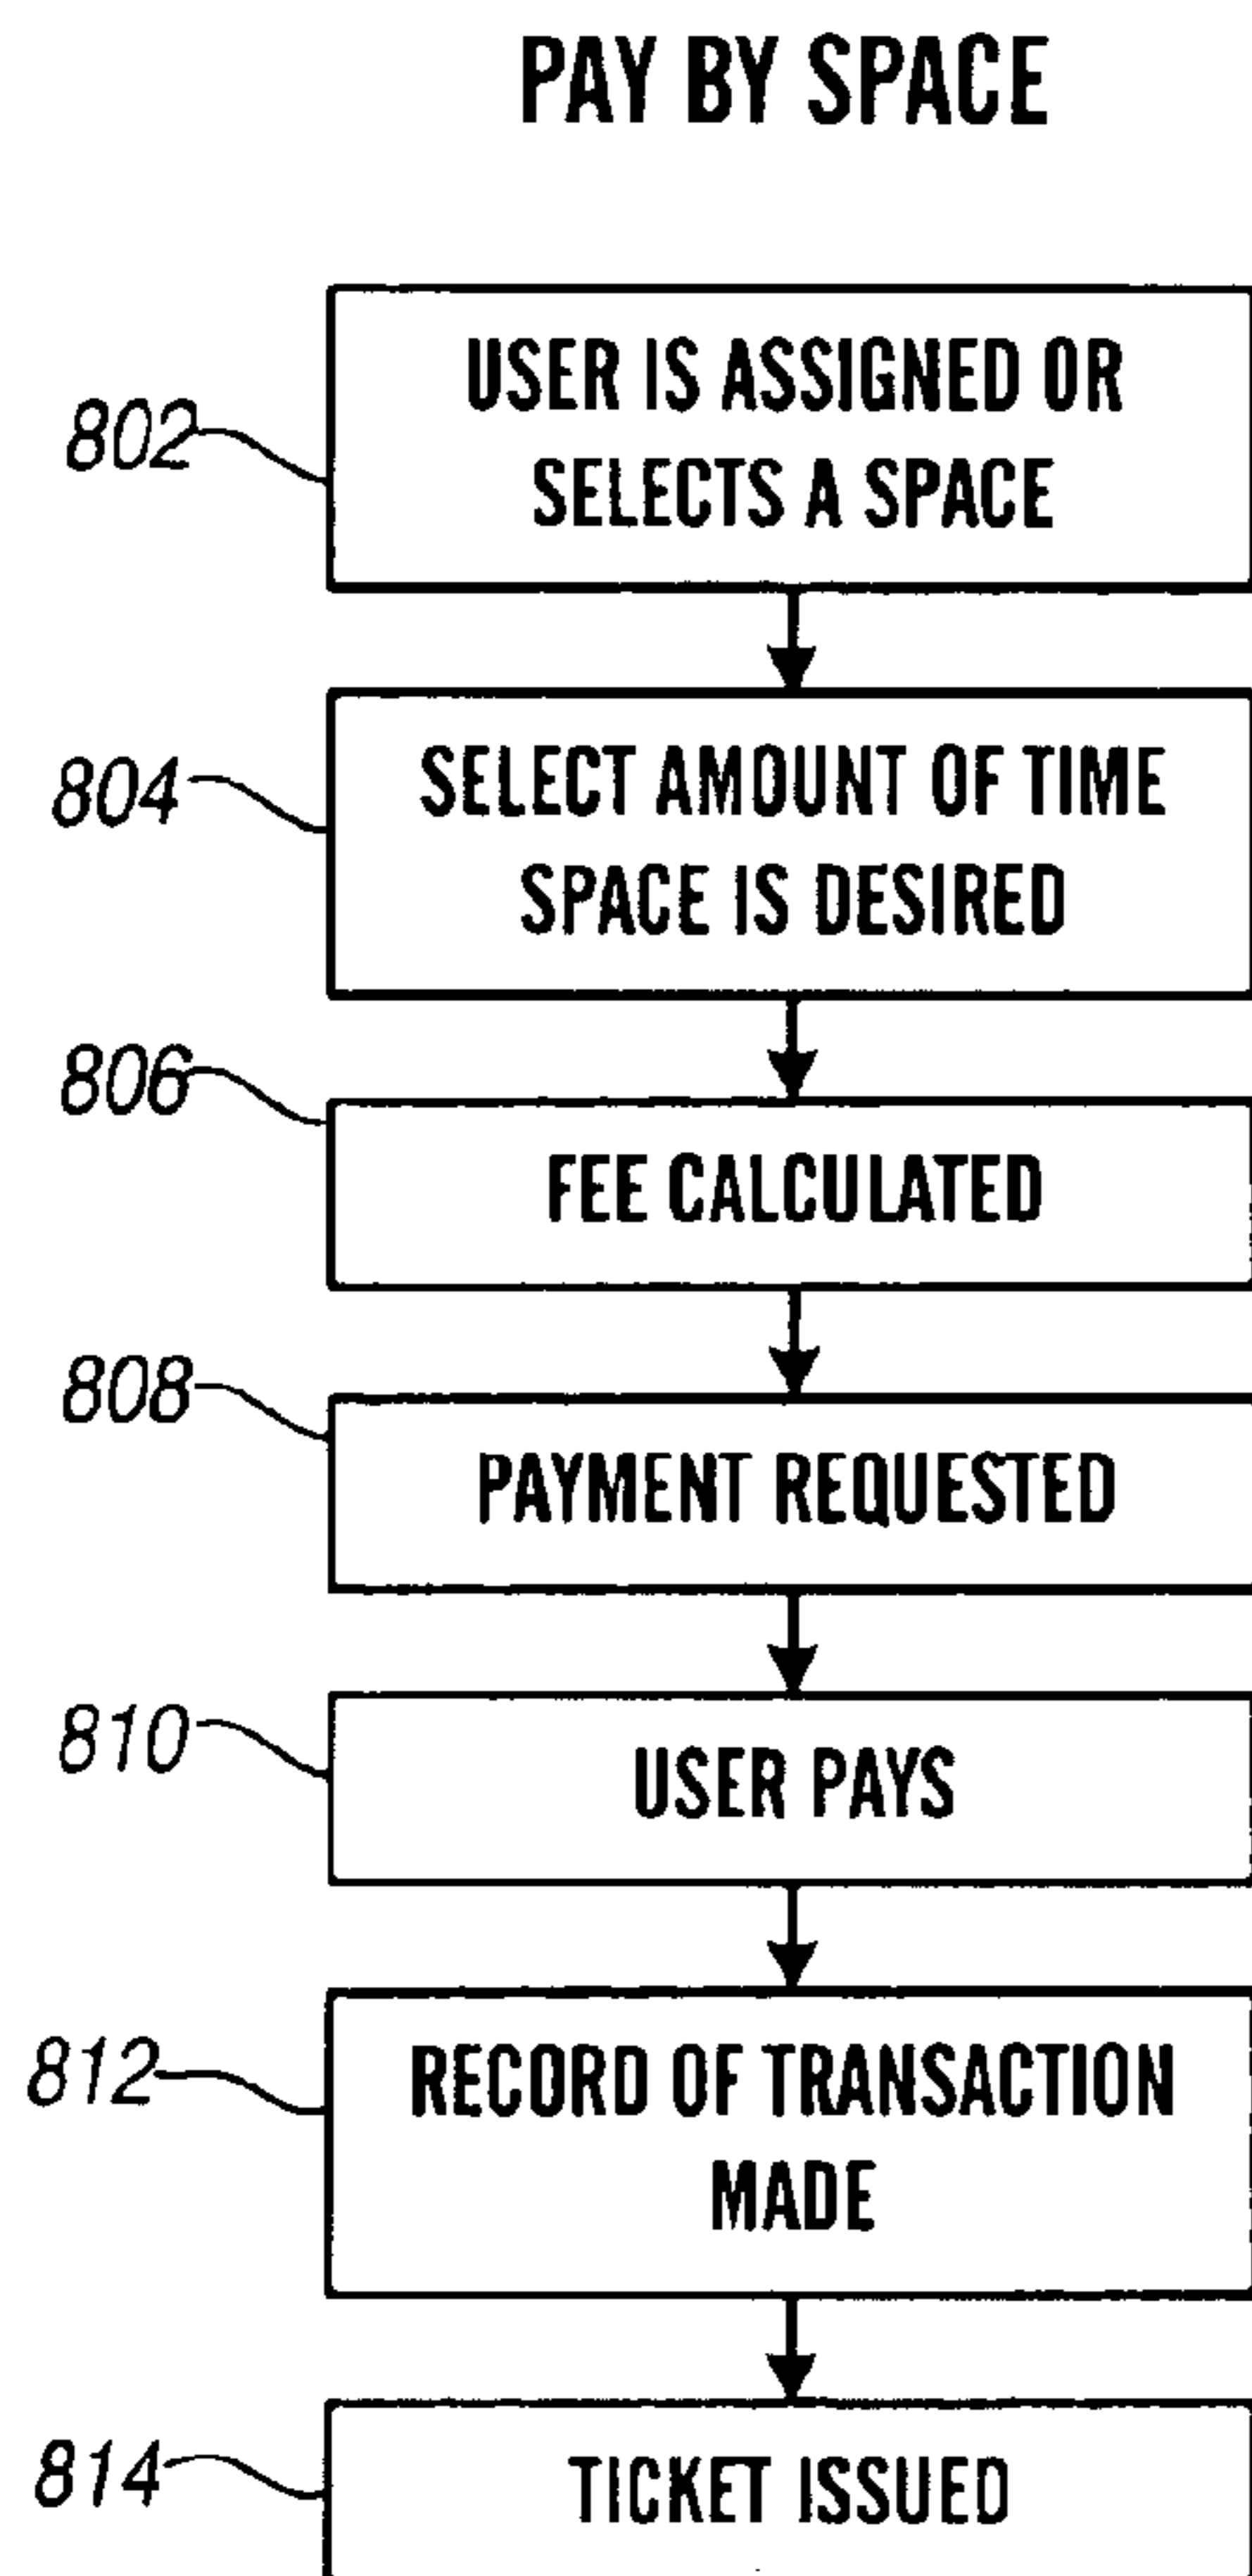 PAY BY SPACE
802
USER IS ASSIGNED OR
SELECTS A SPACE
804
SELECT AMOUNT OF TIME
SPACE IS DESIRED
806
FEE CALCULATED
808
PAYMENT REQUESTED
810
USER PAYS
812
RECORD OF TRANSACTION
MADE
814
TICKET ISSUED